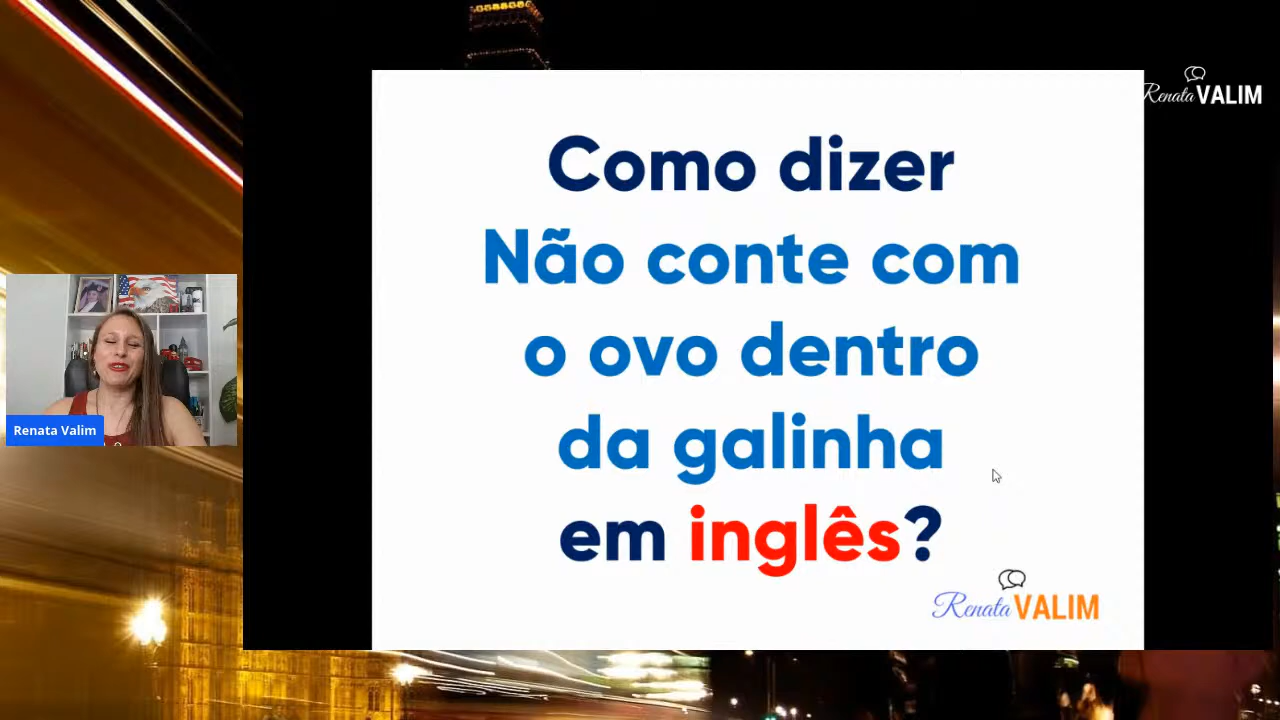 Renata VALIM
Como dizer
Não conte com
o ovo dentro
da galinha
em inglês?
Renata VALIM
Renata Valim